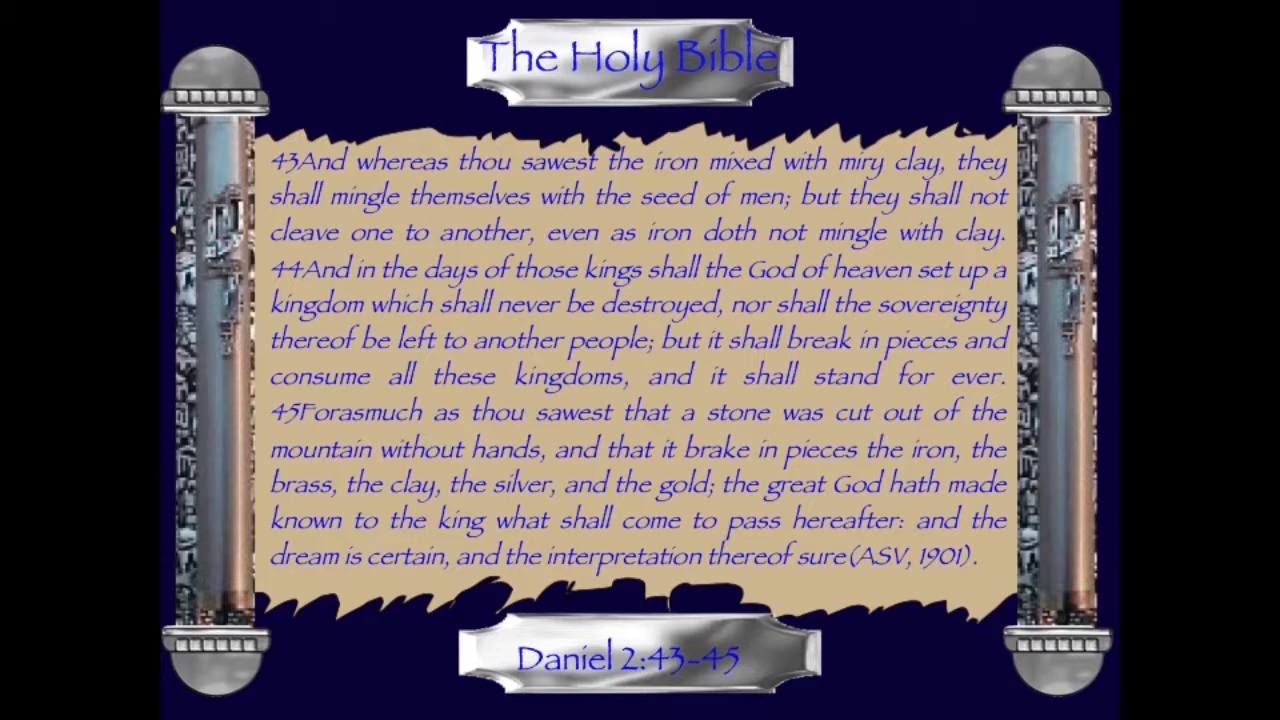 The Holy Bible
43And whereas thou sawest the iron mixed with miry clay, they
shall mingle themselves with the seed of men; but they shall not
cleave one to another, even as iron doth not mingle with clay.
44And in the days of those kings shall the God of heaven set up a
kingdom which shall never be destroyed, nor shall the sovereignty
thereof be left to another people; but it shall break in pieces and
consume all these kingdoms, and it shall stand for ever.
45Forasmuch as thou sawest that a stone was cut out of the
mountain without hands, and that it brake in pieces the iron, the
brass, the clay, the silver, and the gold; the great God hath made
known to the king what shall come to pass hereafter: and the
dream is certain, and the interpretation thereof sure(ASV, 1901).
Daniel 2:43-45